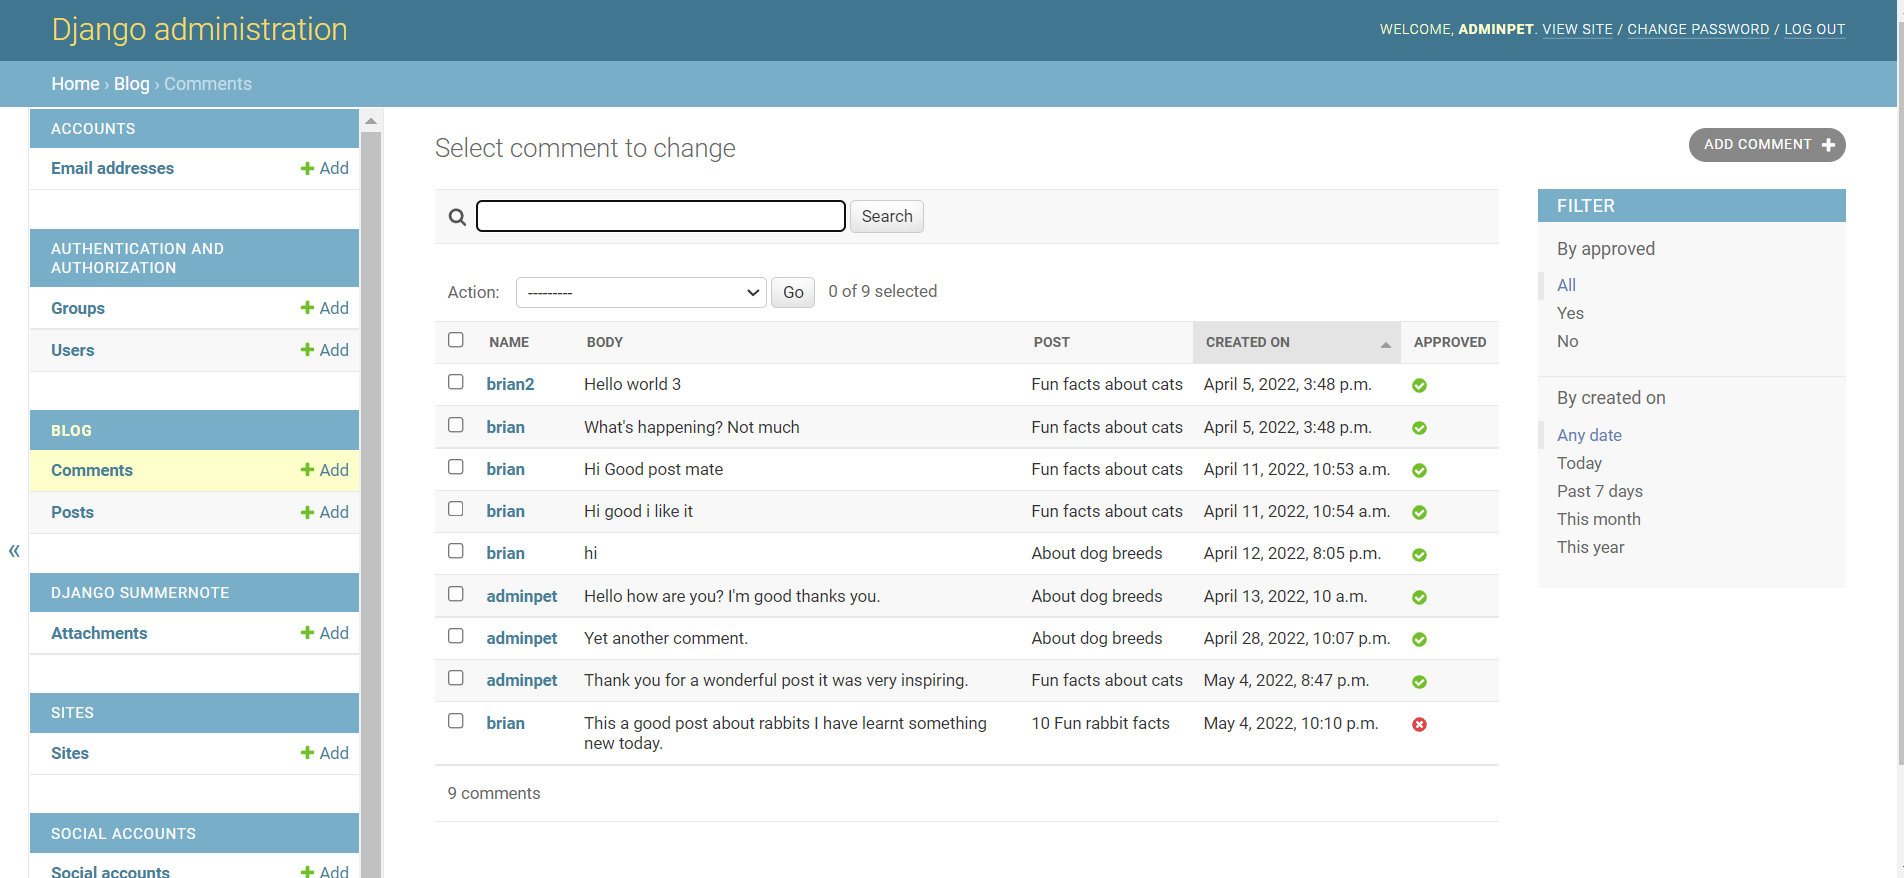 Django administration
WELCOME, ADMINPET. VIEW SITE / CHANGE PASSWORD / LOG OUT
Home › Blog › Comments
ACCOUNTS
Email addresses
Add
AUTHENTICATION AND
AUTHORIZATION
Groups
Add
Users
Add
BLOG
Comments
Add
Posts
Add
«
DJANGO SUMMERNOTE
Attachments
Add
SITES
Sites
Add
SOCIAL ACCOUNTS
Social accounts
Add
Select comment to change
ADD COMMENT
Search
Action: --------- Go 0 of 9 selected
NAME BODY POST CREATED ON APPROVED
brian2 Hello world 3 Fun facts about cats April 5, 2022, 3:48 p.m.
brian What's happening? Not much Fun facts about cats April 5, 2022, 3:48 p.m.
brian Hi Good post mate Fun facts about cats April 11, 2022, 10:53 a.m.
brian Hi good i like it Fun facts about cats April 11, 2022, 10:54 a.m.
brian hi About dog breeds April 12, 2022, 8:05 p.m.
adminpet Hello how are you? I'm good thanks you. About dog breeds April 13, 2022, 10 a.m.
adminpet Yet another comment. About dog breeds April 28, 2022, 10:07 p.m.
adminpet Thank you for a wonderful post it was very inspiring. Fun facts about cats May 4, 2022, 8:47 p.m.
brian This a good post about rabbits I have learnt something 10 Fun rabbit facts May 4, 2022, 10:10 p.m.
new today.
9 comments
FILTER
By approved
All
Yes
No
By created on
Any date
Today
Past 7 days
This month
This year